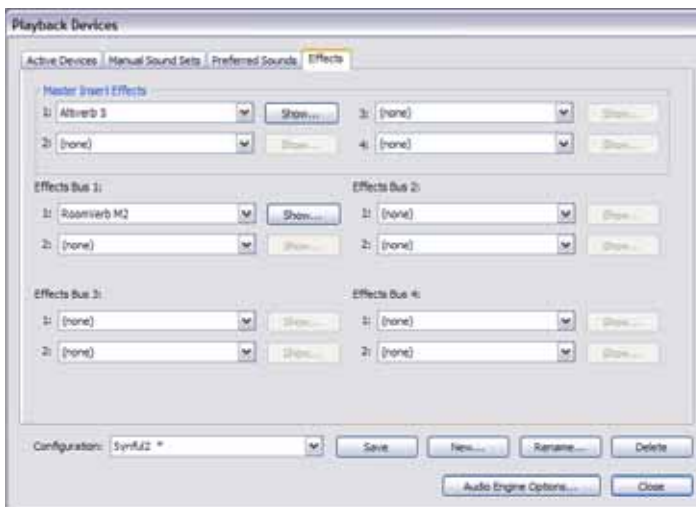 Playback Devices
Active Devices Manual Sound Sets Preferred Sounds Effects
Master Insert Effects
1: Altiverb 5 Show... 3: (none) Show...
2: (none) Show... 4: (none) Show...
Effects Bus 1: Effects Bus 2:
1: Roomverb M2 Show... 1: (none) Show...
2: (none) Show... 2: (none) Show...
Effects Bus 3: Effects Bus 4:
1: (none) Show... 1: (none) Show...
2: (none) Show... 2: (none) Show...
Configuration: Synful2 * Save New... Rename... Delete
Audio Engine Options... Close